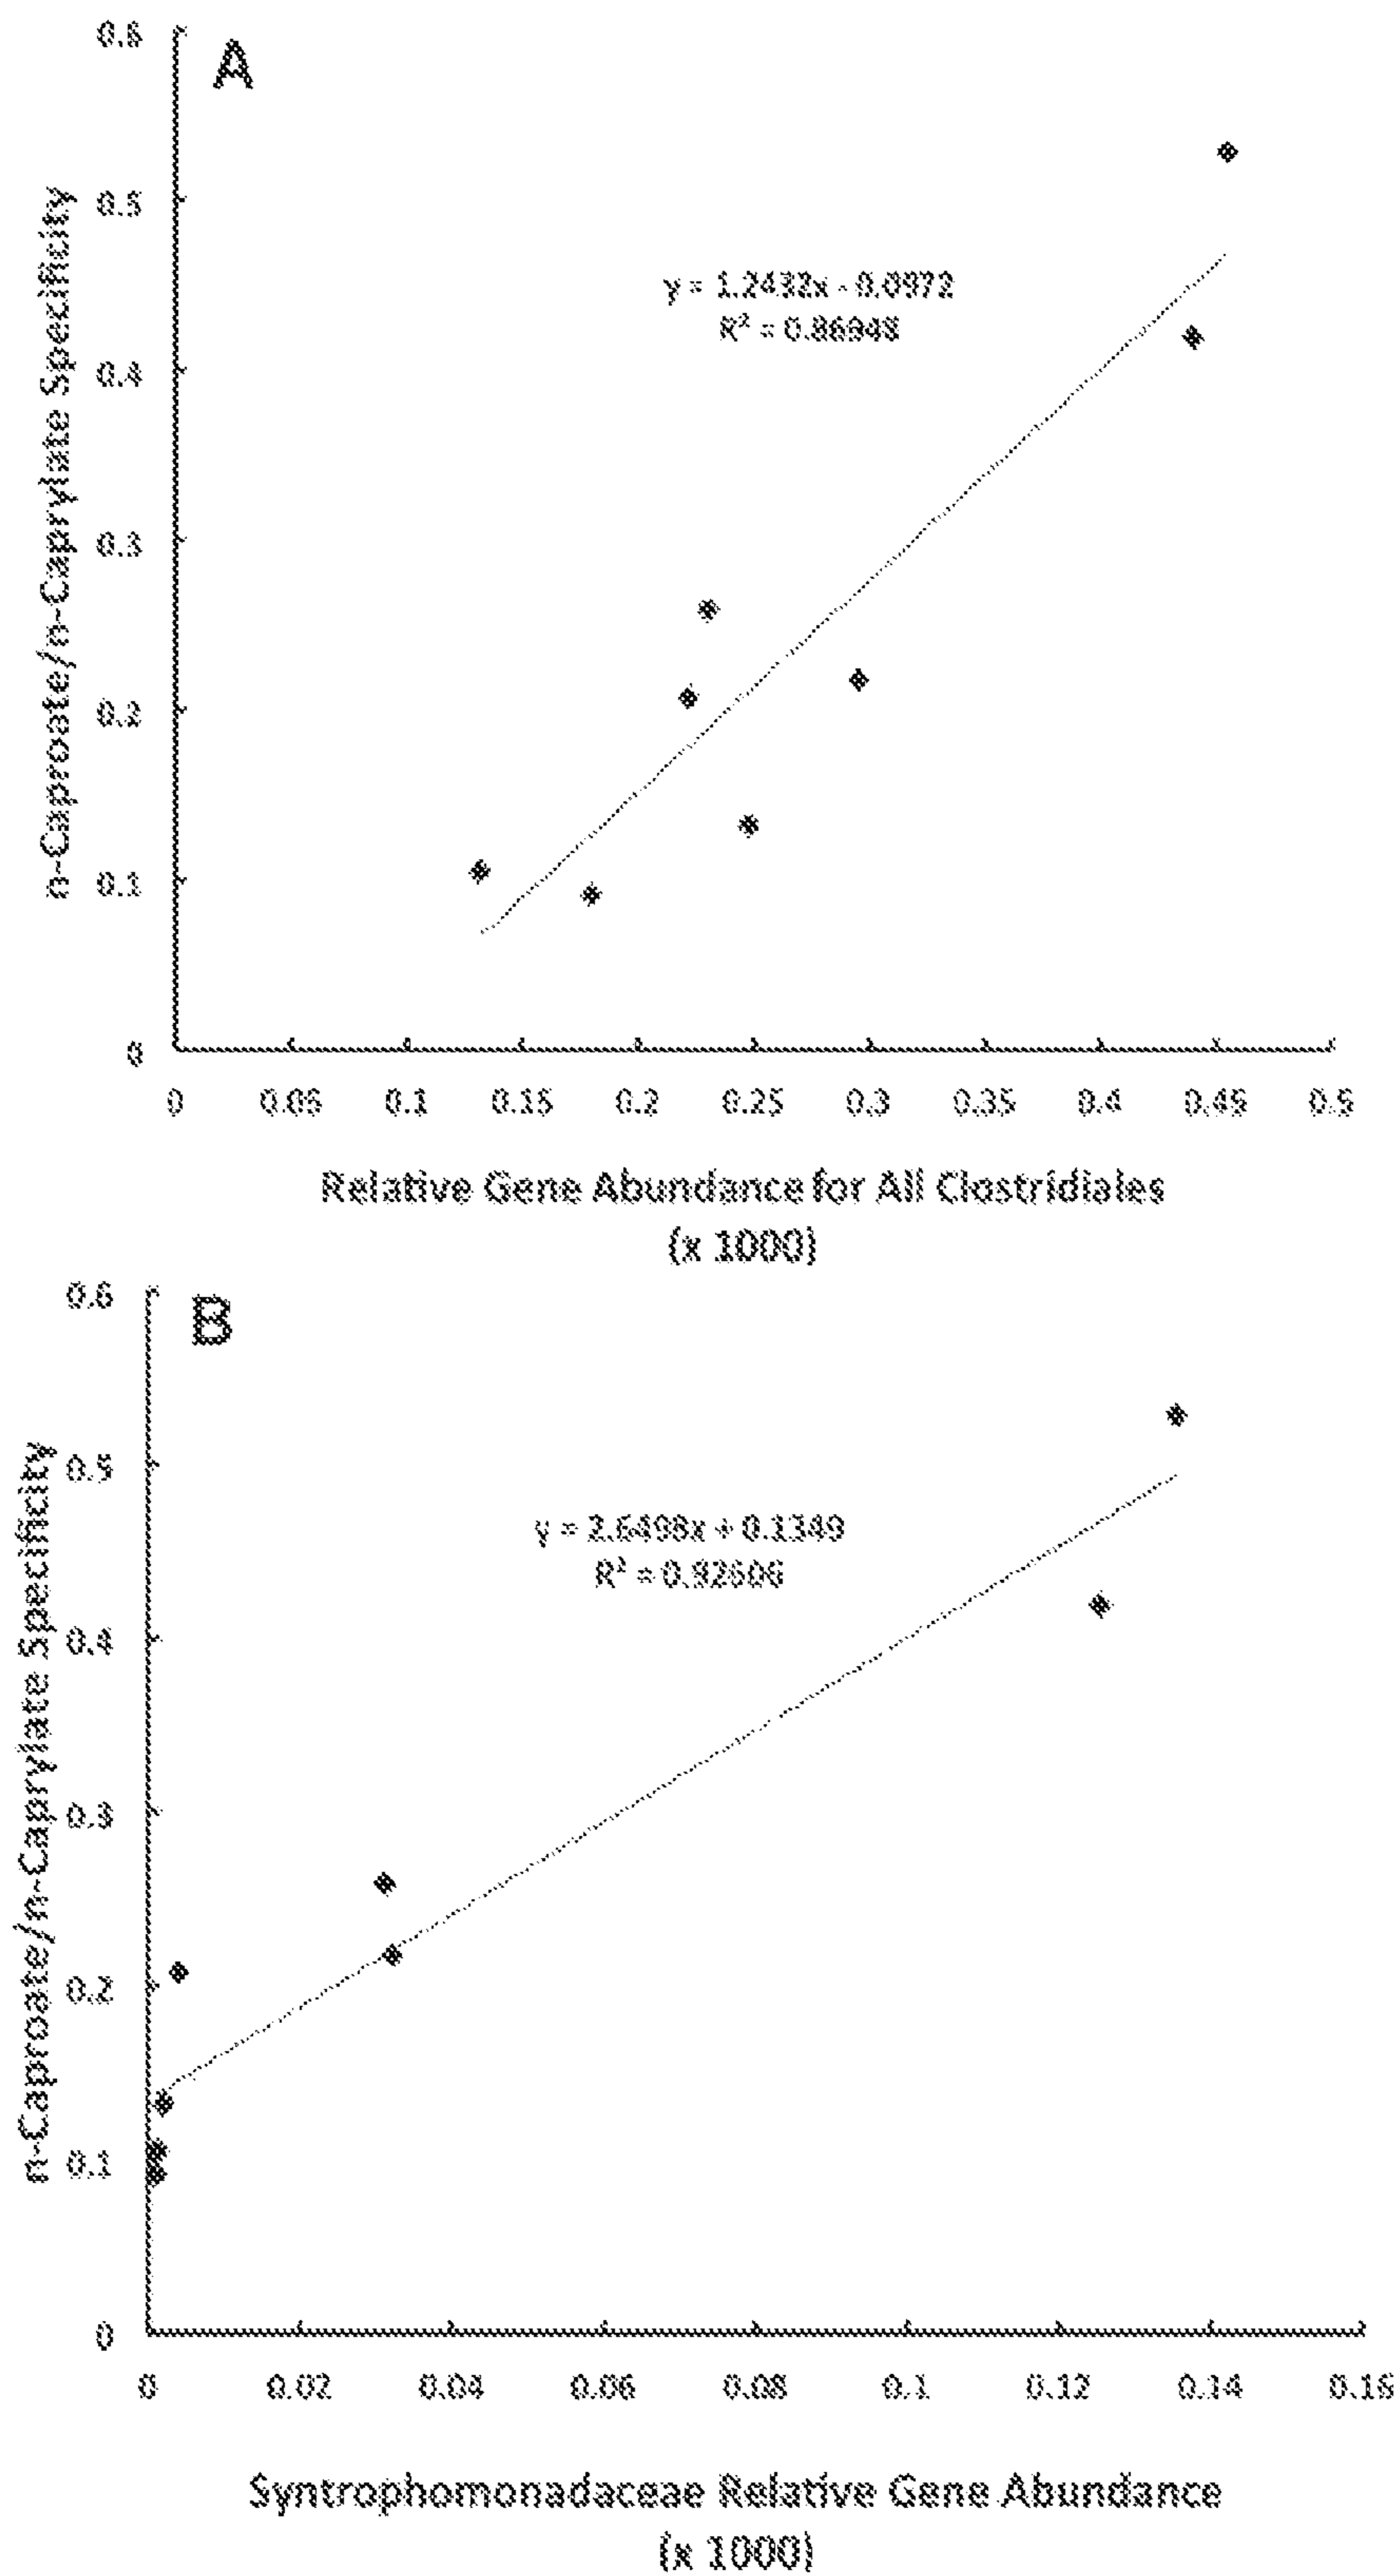 A
0.6
0.5
0.4
0.3
0.2
0.1
0
n-Caproate/n-Caprylate Specificity
y = 1.2432x - 0.0972
R² = 0.86948
0 0.05 0.1 0.15 0.2 0.25 0.3 0.35 0.4 0.45 0.5
Relative Gene Abundance for All Clostridiales
(x 1000)
B
0.6
0.5
0.4
0.3
0.2
0.1
0
n-Caproate/n-Caprylate Specificity
y = 2.6498x + 0.1349
R² = 0.92606
0 0.02 0.04 0.06 0.08 0.1 0.12 0.14 0.16
Syntrophomonadaceae Relative Gene Abundance
(x 1000)